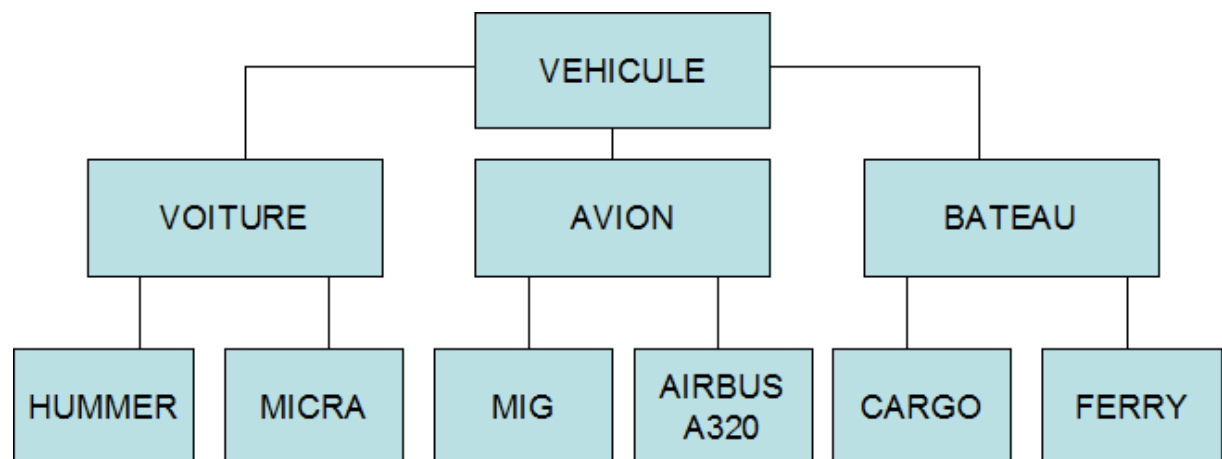 VEHICULE
VOITURE
AVION
BATEAU
HUMMER
MICRA
MIG
AIRBUS
A320
CARGO
FERRY